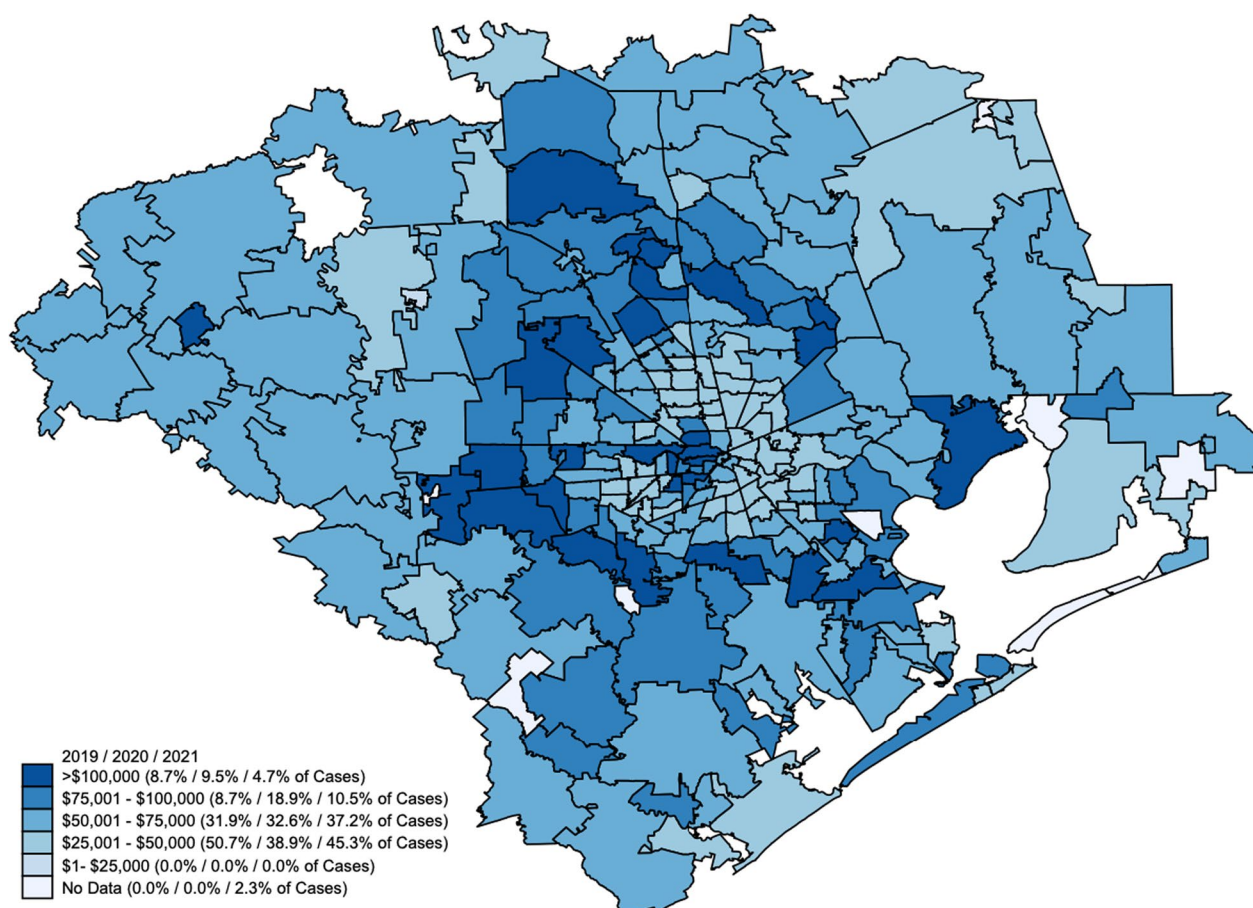 2019 / 2020 / 2021
>$100,000 (8.7% / 9.5% / 4.7% of Cases)
$75,001 - $100,000 (8.7% / 18.9% / 10.5% of Cases)
$50,001 - $75,000 (31.9% / 32.6% / 37.2% of Cases)
$25,001 - $50,000 (50.7% / 38.9% / 45.3% of Cases)
$1- $25,000 (0.0% / 0.0% / 0.0% of Cases)
No Data (0.0% / 0.0% / 2.3% of Cases)